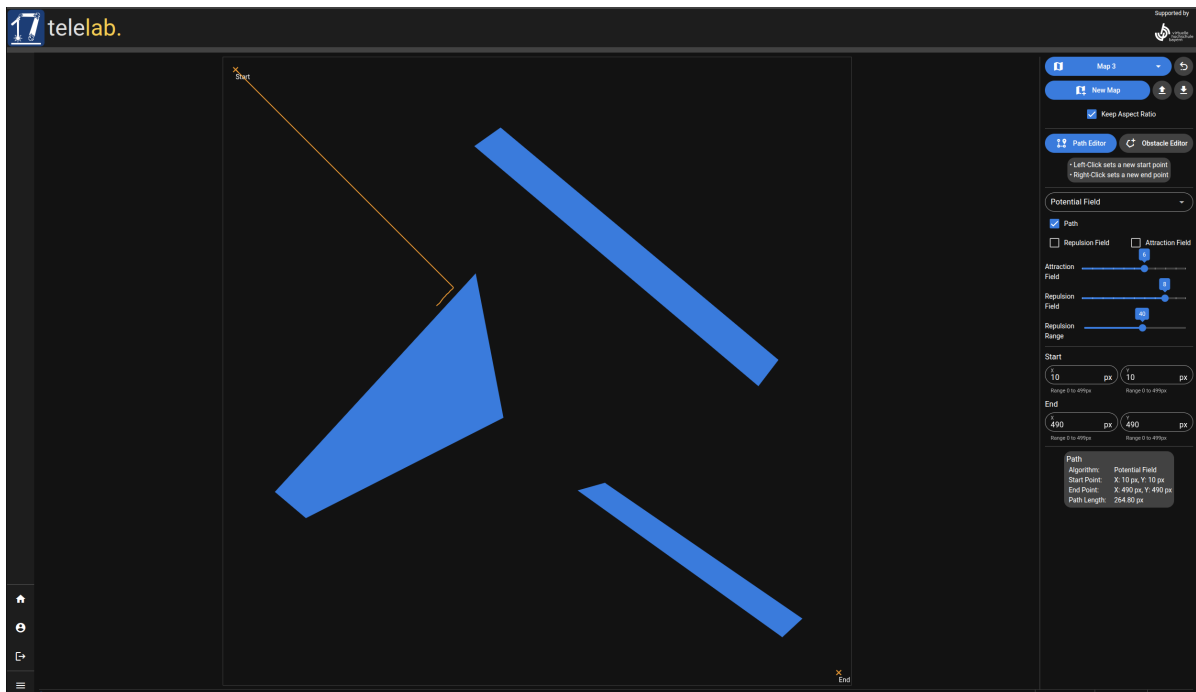 17 telelab.
Supported by
virtuelle
hochschule
bayern
Start
End
Map 3
New Map
Keep Aspect Ratio
Path Editor
Obstacle Editor
• Left-Click sets a new start point
• Right-Click sets a new end point
Potential Field
Path
Repulsion Field
Attraction Field
6
Attraction
Field
8
Repulsion
Field
40
Repulsion
Range
Start
X
10 px
Y
10 px
Range 0 to 499px
Range 0 to 499px
End
X
490 px
Y
490 px
Range 0 to 499px
Range 0 to 499px
Path
Algorithm: Potential Field
Start Point: X: 10 px, Y: 10 px
End Point: X: 490 px, Y: 490 px
Path Length: 264.80 px